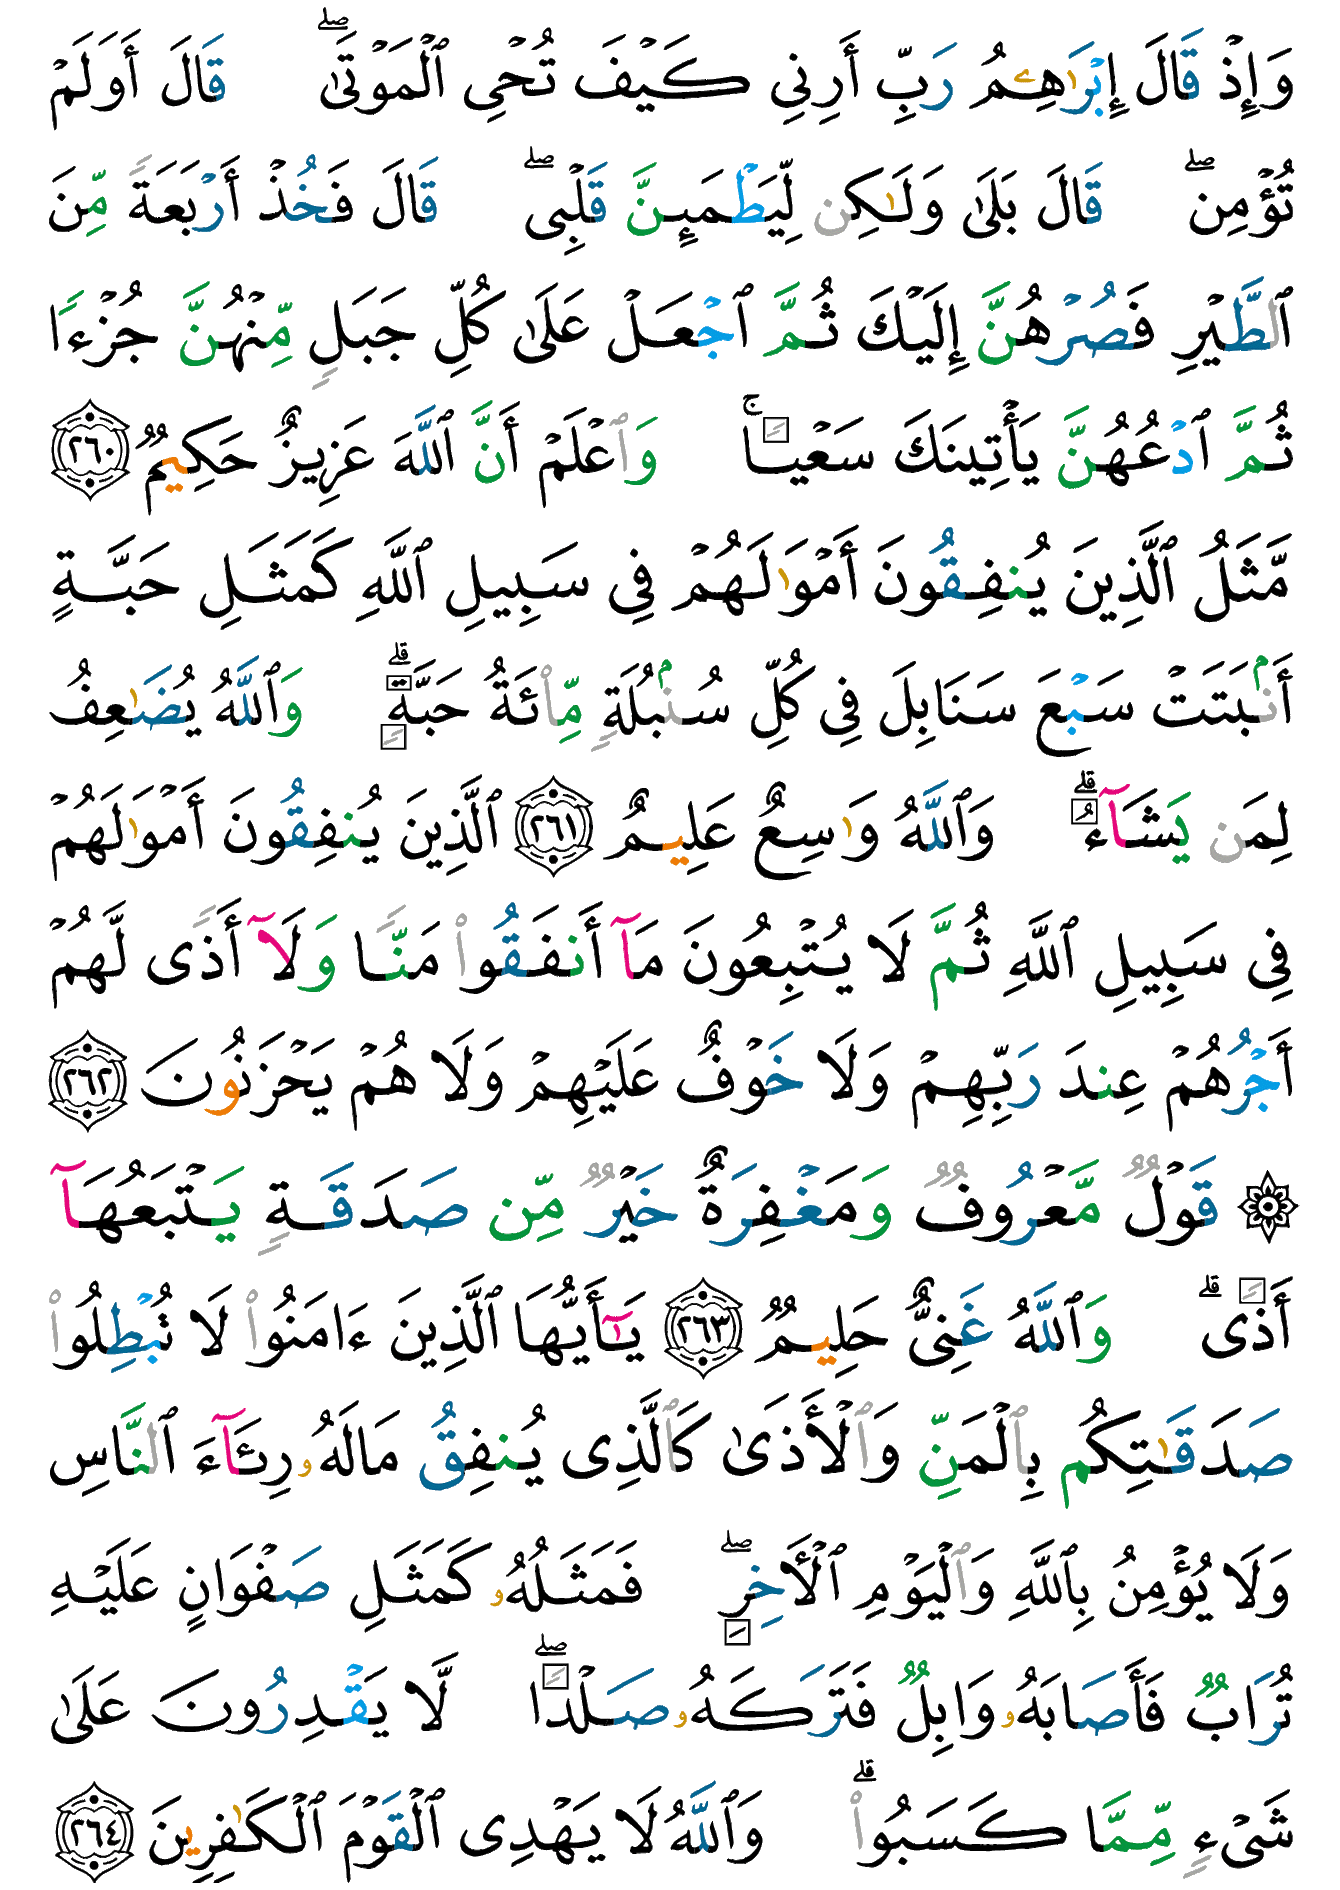 وَإِذْ قَالَ إِبْرَٰهِـۧمُ رَبِّ أَرِنِي كَيْفَ تُحْىِ ٱلْمَوْتَىٰ ۖ قَالَ أَوَلَمْ
تُؤْمِن ۖ قَالَ بَلَىٰ وَلَـٰكِن لِّيَطْمَئِنَّ قَلْبِى ۖ قَالَ فَخُذْ أَرْبَعَةً مِّنَ
ٱلطَّيْرِ فَصُرْهُنَّ إِلَيْكَ ثُمَّ ٱجْعَلْ عَلَىٰ كُلِّ جَبَلٍ مِّنْهُنَّ جُزْءًا
ثُمَّ ٱدْعُهُنَّ يَأْتِينَكَ سَعْيًا ۚ وَٱعْلَمْ أَنَّ ٱللَّهَ عَزِيزٌ حَكِيمٌ ٢٦٠
مَّثَلُ ٱلَّذِينَ يُنفِقُونَ أَمْوَٰلَهُمْ فِي سَبِيلِ ٱللَّهِ كَمَثَلِ حَبَّةٍ
أَنۢبَتَتْ سَبْعَ سَنَابِلَ فِي كُلِّ سُنۢبُلَةٍ مِّا۟ئَةُ حَبَّةٍ ۗ وَٱللَّهُ يُضَـٰعِفُ
لِمَن يَشَآءُ ۗ وَٱللَّهُ وَٰسِعٌ عَلِيمٌ ٢٦١ ٱلَّذِينَ يُنفِقُونَ أَمْوَٰلَهُمْ
فِي سَبِيلِ ٱللَّهِ ثُمَّ لَا يُتْبِعُونَ مَآ أَنفَقُوا۟ مَنًّا وَلَآ أَذًى لَّهُمْ
أَجْرُهُمْ عِندَ رَبِّهِمْ وَلَا خَوْفٌ عَلَيْهِمْ وَلَا هُمْ يَحْزَنُونَ ٢٦٢
۞ قَوْلٌ مَّعْرُوفٌ وَمَغْفِرَةٌ خَيْرٌ مِّن صَدَقَةٍ يَتْبَعُهَآ
أَذًى ۗ وَٱللَّهُ غَنِىٌّ حَلِيمٌ ٢٦٣ يَـٰٓأَيُّهَا ٱلَّذِينَ ءَامَنُوا۟ لَا تُبْطِلُوا۟
صَدَقَـٰتِكُم بِٱلْمَنِّ وَٱلْأَذَىٰ كَٱلَّذِى يُنفِقُ مَالَهُۥ رِئَآءَ ٱلنَّاسِ
وَلَا يُؤْمِنُ بِٱللَّهِ وَٱلْيَوْمِ ٱلْأَخِرِ ۖ فَمَثَلُهُۥ كَمَثَلِ صَفْوَانٍ عَلَيْهِ
تُرَابٌ فَأَصَابَهُۥ وَابِلٌ فَتَرَكَهُۥ صَلْدًا ۖ لَّا يَقْدِرُونَ عَلَىٰ
شَىْءٍ مِّمَّا كَسَبُوا۟ ۗ وَٱللَّهُ لَا يَهْدِى ٱلْقَوْمَ ٱلْكَـٰفِرِينَ ٢٦٤